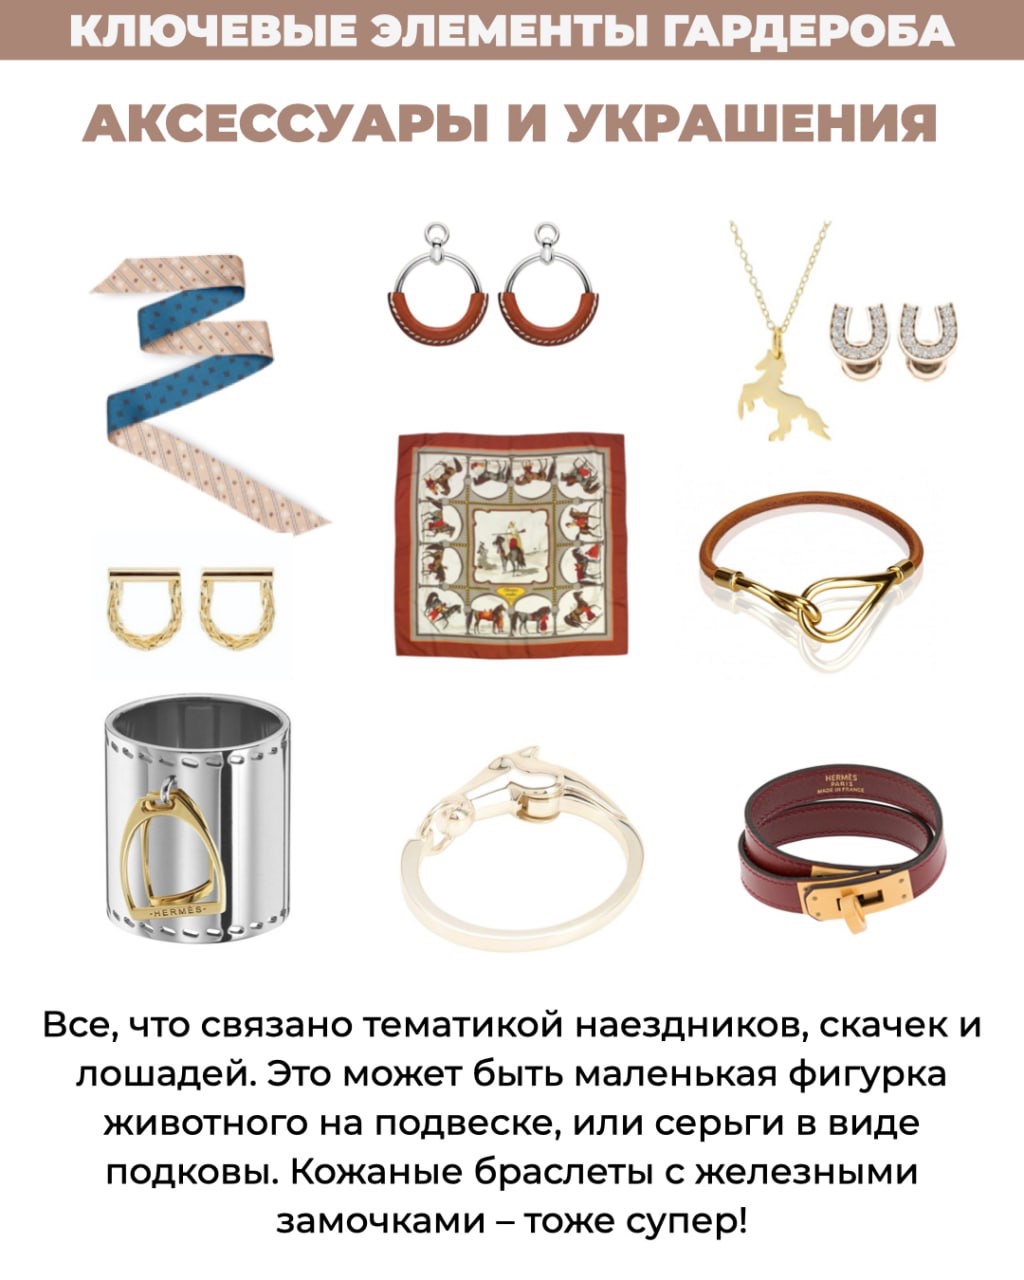 КЛЮЧЕВЫЕ ЭЛЕМЕНТЫ ГАРДЕРОБА
АКСЕССУАРЫ И УКРАШЕНИЯ
-HERMÈS-
HERMÈS
PARIS
MADE IN FRANCE
Все, что связано тематикой наездников, скачек и
лошадей. Это может быть маленькая фигурка
животного на подвеске, или серьги в виде
подковы. Кожаные браслеты с железными
замочками – тоже супер!